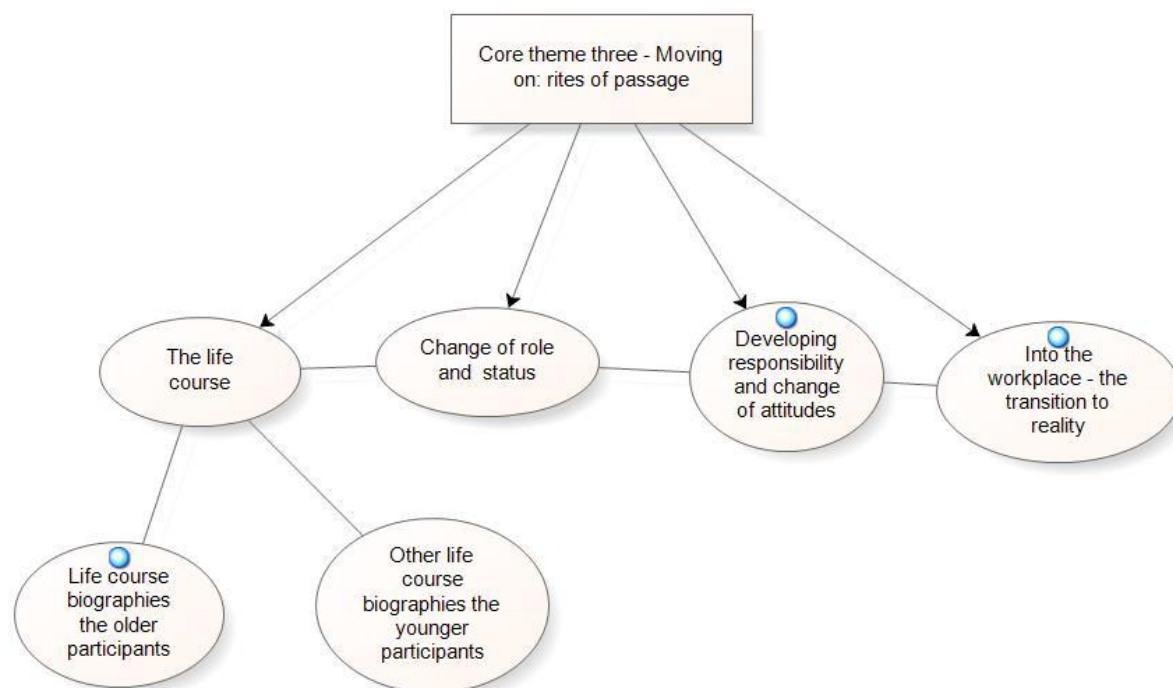 Core theme three - Moving
on: rites of passage
The life
course
Change of role
and status
Developing
responsibility
and change
of attitudes
Into the
workplace - the
transition to
reality
Life course
biographies
the older
participants
Other life
course
biographies the
younger
participants